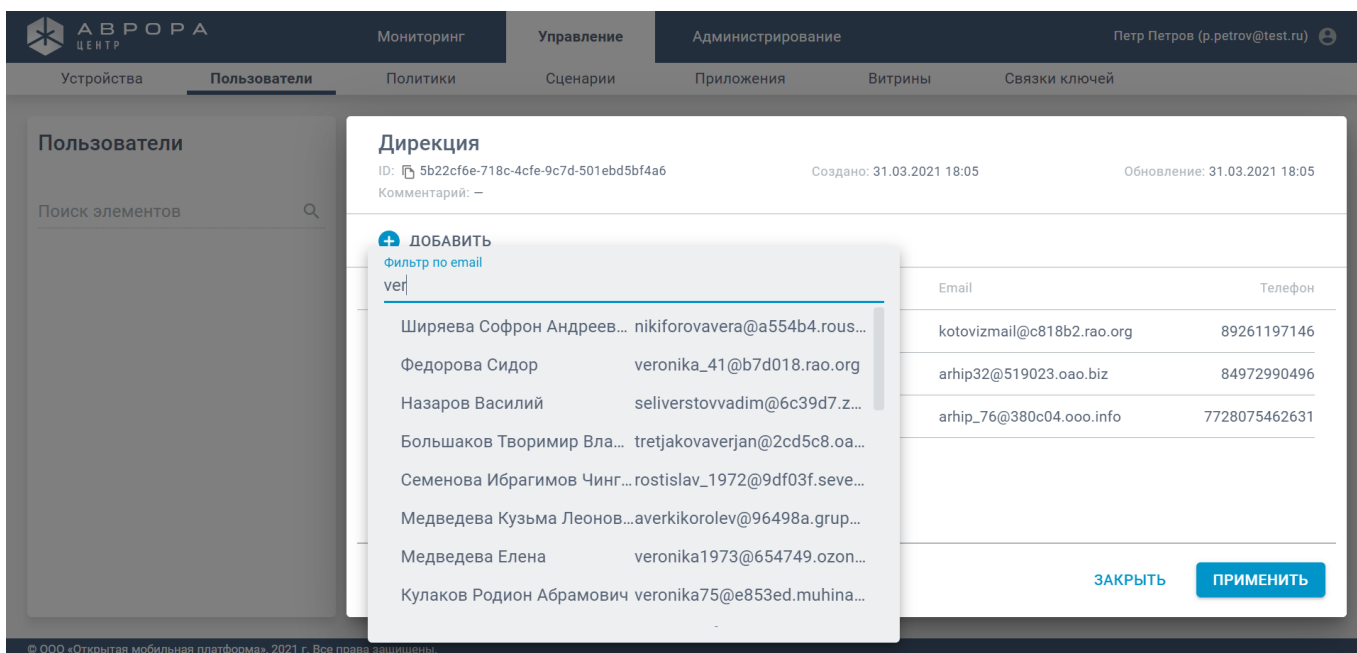 АВРОРА
ЦЕНТР
Мониторинг Управление Администрирование Петр Петров (p.petrov@test.ru)
Устройства Пользователи Политики Сценарии Приложения Витрины Связки ключей
Пользователи
Поиск элементов
Дирекция
ID: 5b22cf6e-718c-4cfe-9c7d-501ebd5bf4a6 Создано: 31.03.2021 18:05 Обновление: 31.03.2021 18:05
Комментарий: —
ДОБАВИТЬ
Фильтр по email
ver
Email Телефон
Ширяева Софрон Андреев... nikiforovavera@a554b4.rous...
kotovizmail@c818b2.rao.org 89261197146
Федорова Сидор veronika_41@b7d018.rao.org
arhip32@519023.oao.biz 84972990496
Назаров Василий seliverstovvadim@6c39d7.z...
arhip_76@380c04.ooo.info 7728075462631
Большаков Творимир Вла... tretjakovaverjan@2cd5c8.oa...
Семенова Ибрагимов Чинг... rostislav_1972@9df03f.seve...
Медведева Кузьма Леонов... averkikorolev@96498a.grup...
Медведева Елена veronika1973@654749.ozon...
Кулаков Родион Абрамович veronika75@e853ed.muhina...
ЗАКРЫТЬ ПРИМЕНИТЬ
© ООО «Открытая мобильная платформа», 2021 г. Все права защищены.